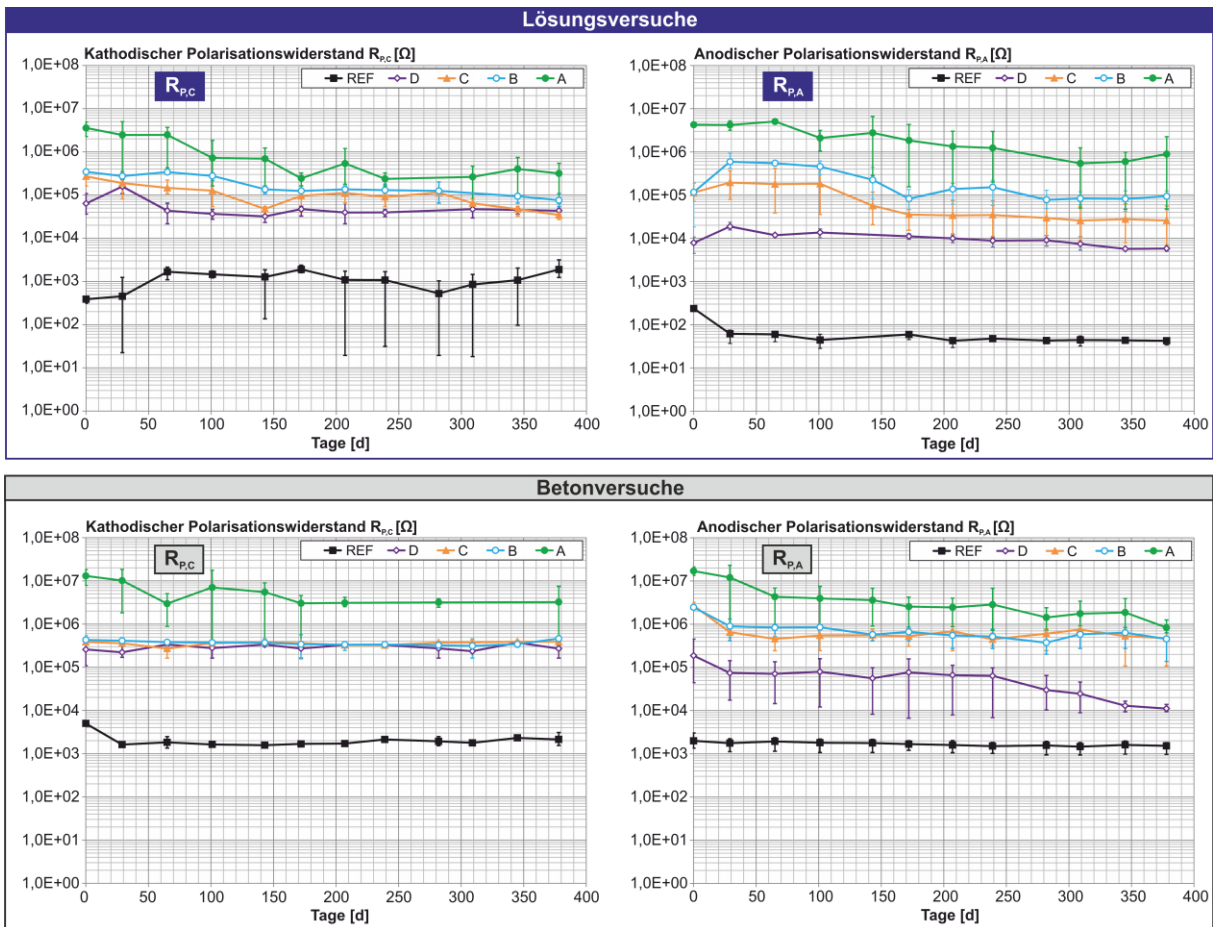 Lösungsversuche
Kathodischer Polarisationswiderstand RP,C [Ω]
1,0E+08
REF D C B A
RP,C
1,0E+07
1,0E+06
1,0E+05
1,0E+04
1,0E+03
1,0E+02
1,0E+01
1,0E+00
0 50 100 150 200 250 300 350 400
Tage [d]
Anodischer Polarisationswiderstand RP,A [Ω]
1,0E+08
REF D C B A
RP,A
1,0E+07
1,0E+06
1,0E+05
1,0E+04
1,0E+03
1,0E+02
1,0E+01
1,0E+00
0 50 100 150 200 250 300 350 400
Tage [d]
Betonversuche
Kathodischer Polarisationswiderstand RP,C [Ω]
1,0E+08
REF D C B A
RP,C
1,0E+07
1,0E+06
1,0E+05
1,0E+04
1,0E+03
1,0E+02
1,0E+01
1,0E+00
0 50 100 150 200 250 300 350 400
Tage [d]
Anodischer Polarisationswiderstand RP,A [Ω]
1,0E+08
REF D C B A
RP,A
1,0E+07
1,0E+06
1,0E+05
1,0E+04
1,0E+03
1,0E+02
1,0E+01
1,0E+00
0 50 100 150 200 250 300 350 400
Tage [d]